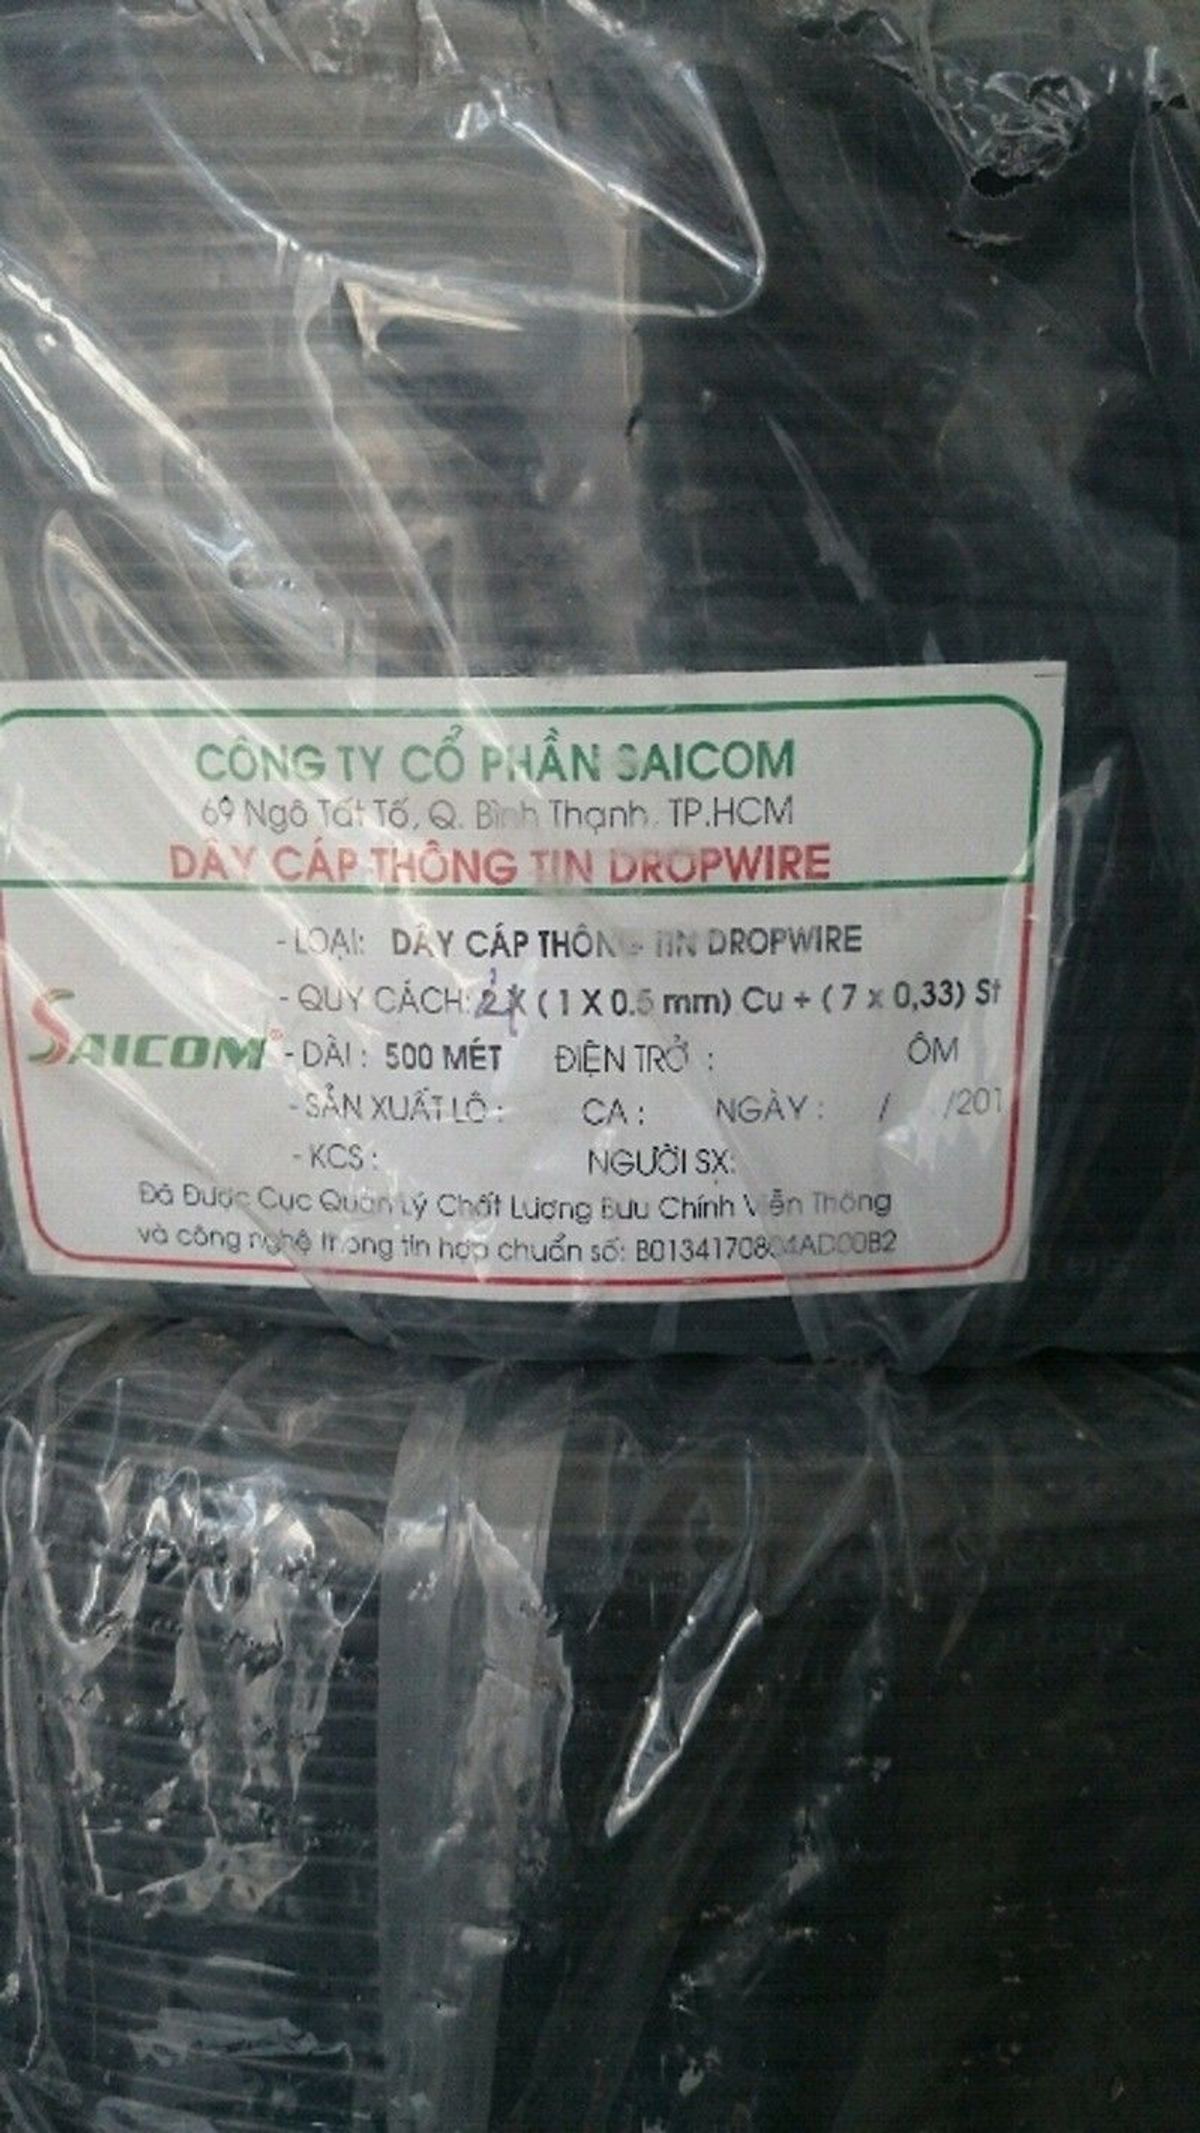 CÔNG TY CỔ PHẦN SAICOM
69 Ngô Tất Tố, Q. Bình Thạnh, TP.HCM
DÂY CÁP THÔNG TIN DROPWIRE
- LOẠI: DÂY CÁP THÔNG TIN DROPWIRE
- QUY CÁCH: X ( 1 X 0.5 mm) Cu + ( 7 x 0,33) St
SAICOM®
- DÀI : 500 MÉT ĐIỆN TRỞ : ÔM
- SẢN XUẤT LÔ : CA : NGÀY : / /201
- KCS : NGƯỜI SX:
Đã Được Cục Quản Lý Chất Lượng Bưu Chính Viễn Thông
và công nghệ thông tin hợp chuẩn số: